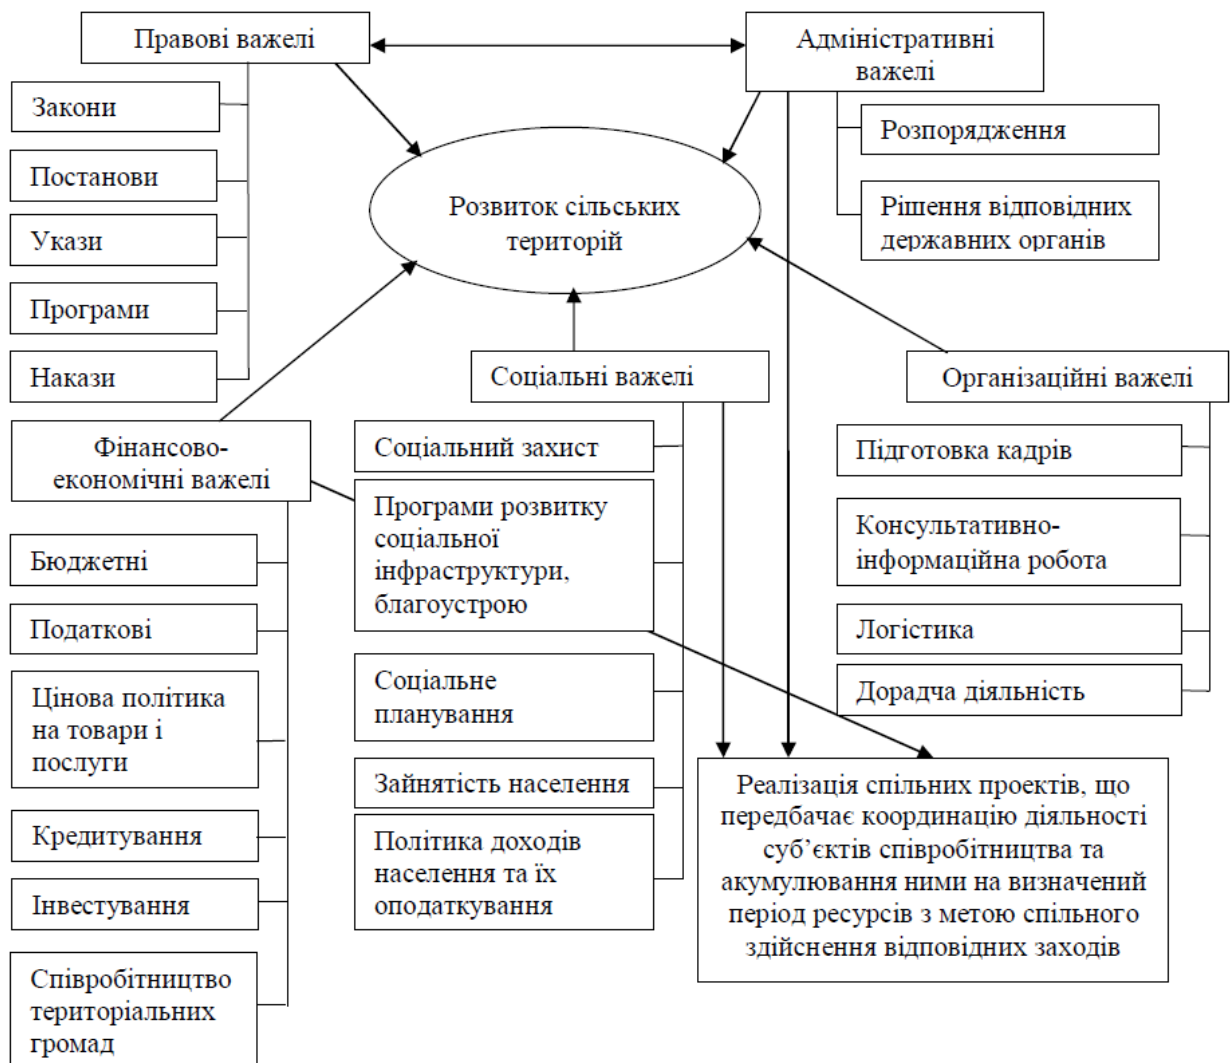 Правові важелі
Адміністративні
важелі
Закони
Постанови
Укази
Програми
Накази
Розпорядження
Рішення відповідних
державних органів
Розвиток сільських
територій
Фінансово-
економічні важелі
Бюджетні
Податкові
Цінова політика
на товари і
послуги
Кредитування
Інвестування
Співробітництво
територіальних
громад
Соціальні важелі
Соціальний захист
Програми розвитку
соціальної
інфраструктури,
благоустрою
Соціальне
планування
Зайнятість населення
Політика доходів
населення та їх
оподаткування
Організаційні важелі
Підготовка кадрів
Консультативно-
інформаційна робота
Логістика
Дорадча діяльність
Реалізація спільних проектів, що
передбачає координацію діяльності
суб’єктів співробітництва та
акумулювання ними на визначений
період ресурсів з метою спільного
здійснення відповідних заходів